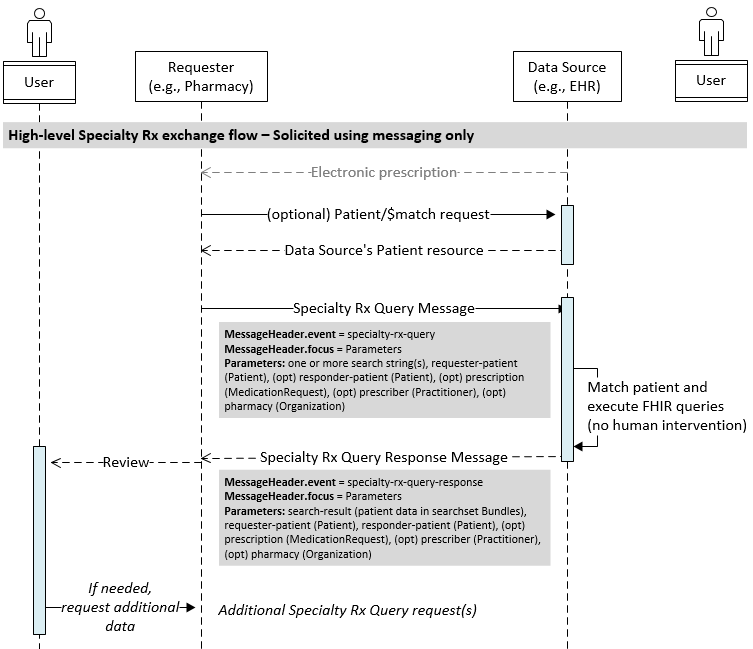 User
Requester
(e.g., Pharmacy)
Data Source
(e.g., EHR)
User
High-level Specialty Rx exchange flow – Solicited using messaging only
Electronic prescription
(optional) Patient/$match request
Data Source's Patient resource
Specialty Rx Query Message
MessageHeader.event = specialty-rx-query
MessageHeader.focus = Parameters
Parameters: one or more search string(s), requester-patient
(Patient), (opt) responder-patient (Patient), (opt) prescription
(MedicationRequest), (opt) prescriber (Practitioner), (opt)
pharmacy (Organization)
Match patient and
execute FHIR queries
(no human intervention)
Specialty Rx Query Response Message
Review
MessageHeader.event = specialty-rx-query-response
MessageHeader.focus = Parameters
Parameters: search-result (patient data in searchset Bundles),
requester-patient (Patient), responder-patient (Patient), (opt)
prescription (MedicationRequest), (opt) prescriber (Practitioner),
(opt) pharmacy (Organization)
If needed,
request additional
data
Additional Specialty Rx Query request(s)